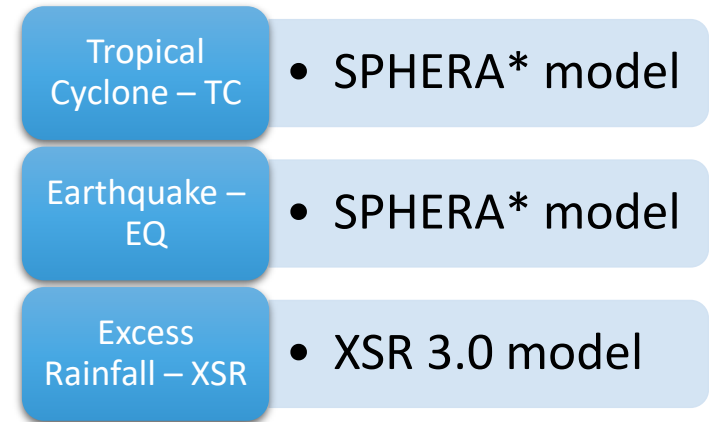 Tropical
Cyclone – TC
• SPHERA* model
Earthquake –
EQ
• SPHERA* model
Excess
Rainfall – XSR
• XSR 3.0 model